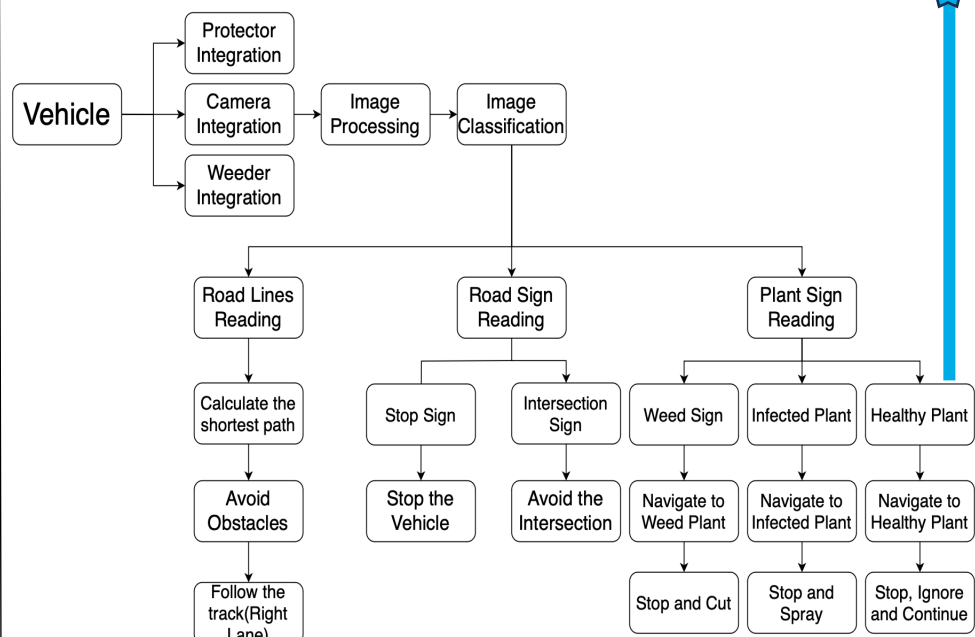 Protector
Integration
Vehicle
Camera
Integration
Image
Processing
Image
Classification
Weeder
Integration
Road Lines
Reading
Road Sign
Reading
Plant Sign
Reading
Calculate the
shortest path
Stop Sign
Intersection
Sign
Weed Sign
Infected Plant
Healthy Plant
Avoid
Obstacles
Stop the
Vehicle
Avoid the
Intersection
Navigate to
Weed Plant
Navigate to
Infected Plant
Navigate to
Healthy Plant
Follow the
track(Right
Lane)
Stop and Cut
Stop and
Spray
Stop, Ignore
and Continue